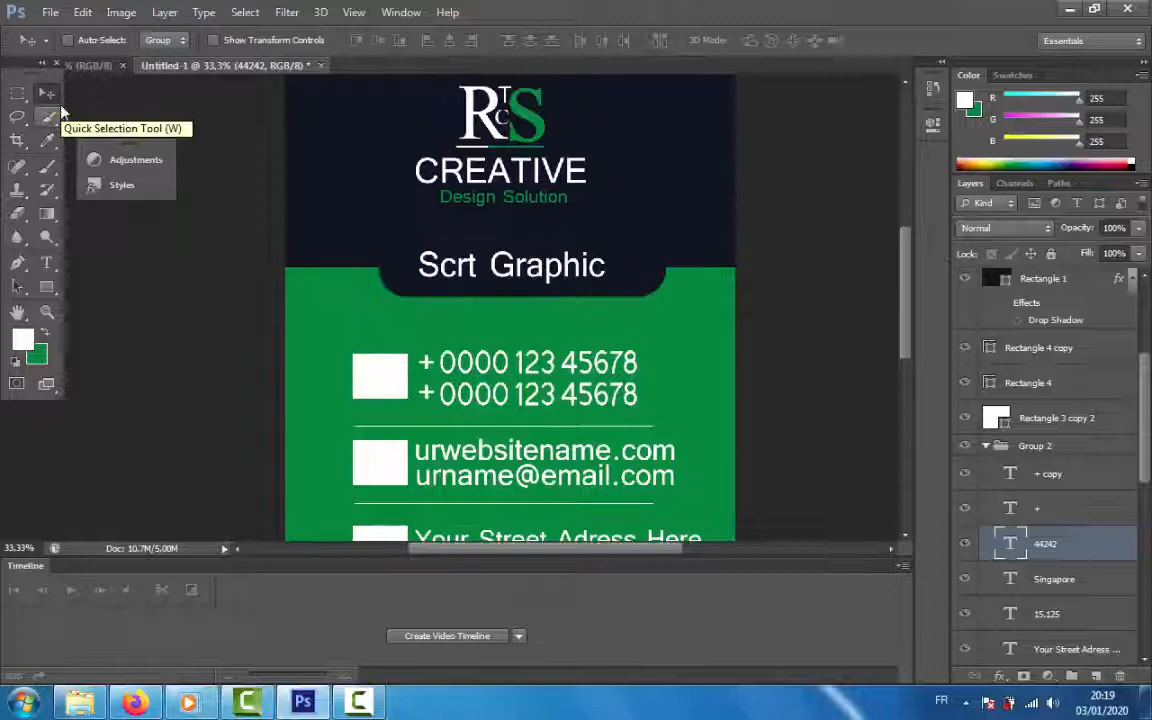 Ps File Edit Image Layer Type Select Filter 3D View Window Help
Auto-Select: Group Show Transform Controls 3D Mode: Essentials
% (RGB/8) × Untitled-1 @ 33,3% (44242, RGB/8) * ×
Quick Selection Tool (W)
Adjustments
Styles
RTCS
CREATIVE
Design Solution
Scrt Graphic
+0000 123 45678
+0000 123 45678
urwebsitename.com
urname@email.com
Your Street Adress Here
Color Swatches
R 255
G 255
B 255
Layers Channels Paths
Kind
Normal Opacity: 100%
Lock: Fill: 100%
Rectangle 1 fx
Effects
Drop Shadow
Rectangle 4 copy
Rectangle 4
Rectangle 3 copy 2
Group 2
T + copy
T +
T 44242
T Singapore
T 15.125
T Your Street Adress ...
33,33% Doc: 10.7M/5.00M
Timeline
Create Video Timeline
FR
20:19
03/01/2020